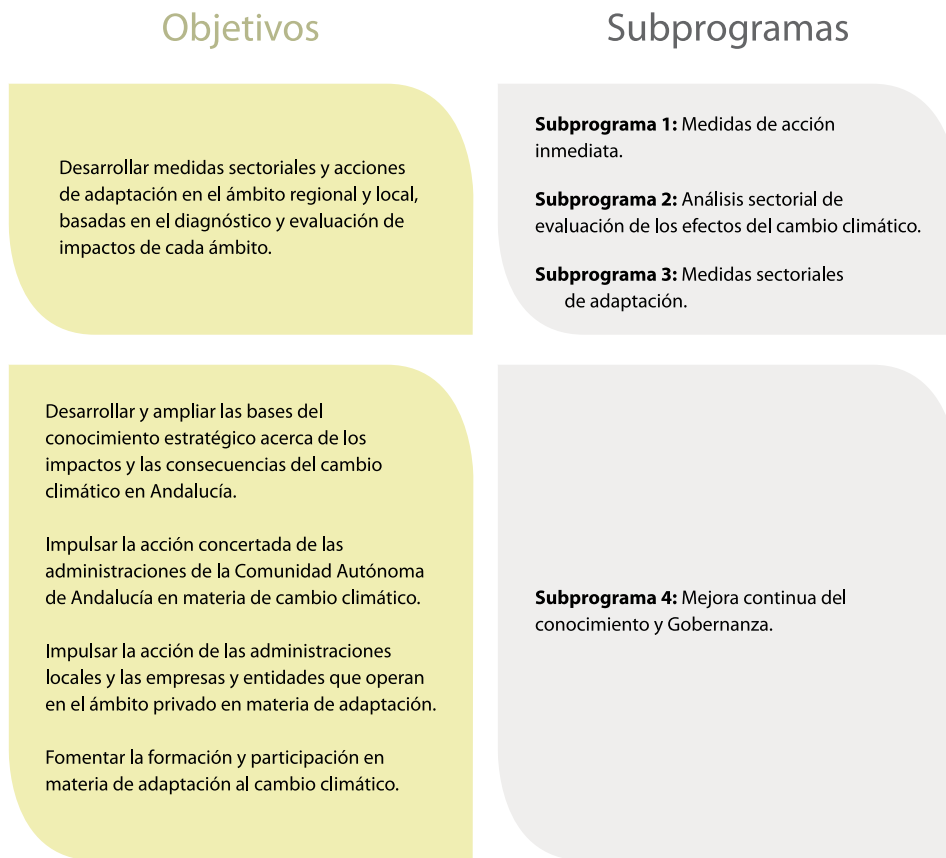 Objetivos
Subprogramas
Desarrollar medidas sectoriales y acciones
de adaptación en el ámbito regional y local,
basadas en el diagnóstico y evaluación de
impactos de cada ámbito.
Subprograma 1: Medidas de acción
inmediata.
Subprograma 2: Análisis sectorial de
evaluación de los efectos del cambio climático.
Subprograma 3: Medidas sectoriales
de adaptación.
Desarrollar y ampliar las bases del
conocimiento estratégico acerca de los
impactos y las consecuencias del cambio
climático en Andalucía.
Impulsar la acción concertada de las
administraciones de la Comunidad Autónoma
de Andalucía en materia de cambio climático.
Impulsar la acción de las administraciones
locales y las empresas y entidades que operan
en el ámbito privado en materia de adaptación.
Fomentar la formación y participación en
materia de adaptación al cambio climático.
Subprograma 4: Mejora continua del
conocimiento y Gobernanza.